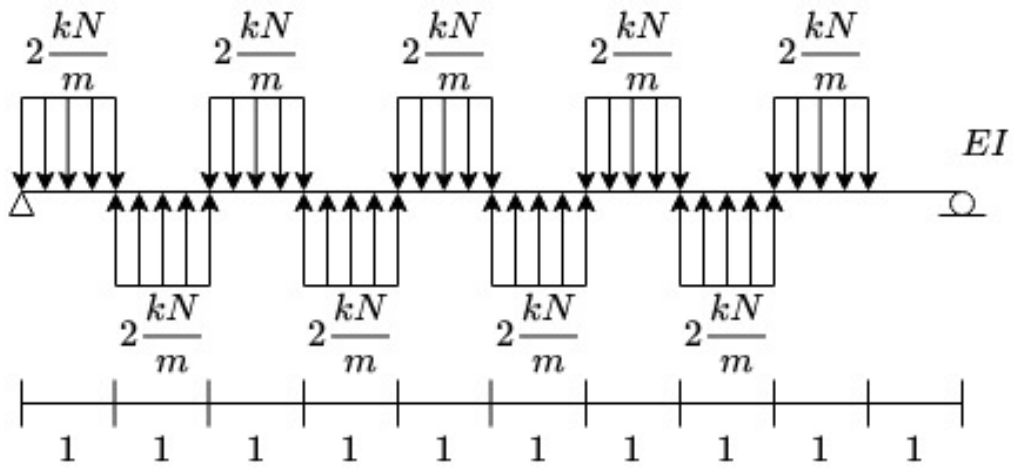 2 kN/m 2 kN/m 2 kN/m 2 kN/m 2 kN/m
EI
2 kN/m 2 kN/m 2 kN/m 2 kN/m
1 1 1 1 1 1 1 1 1 1